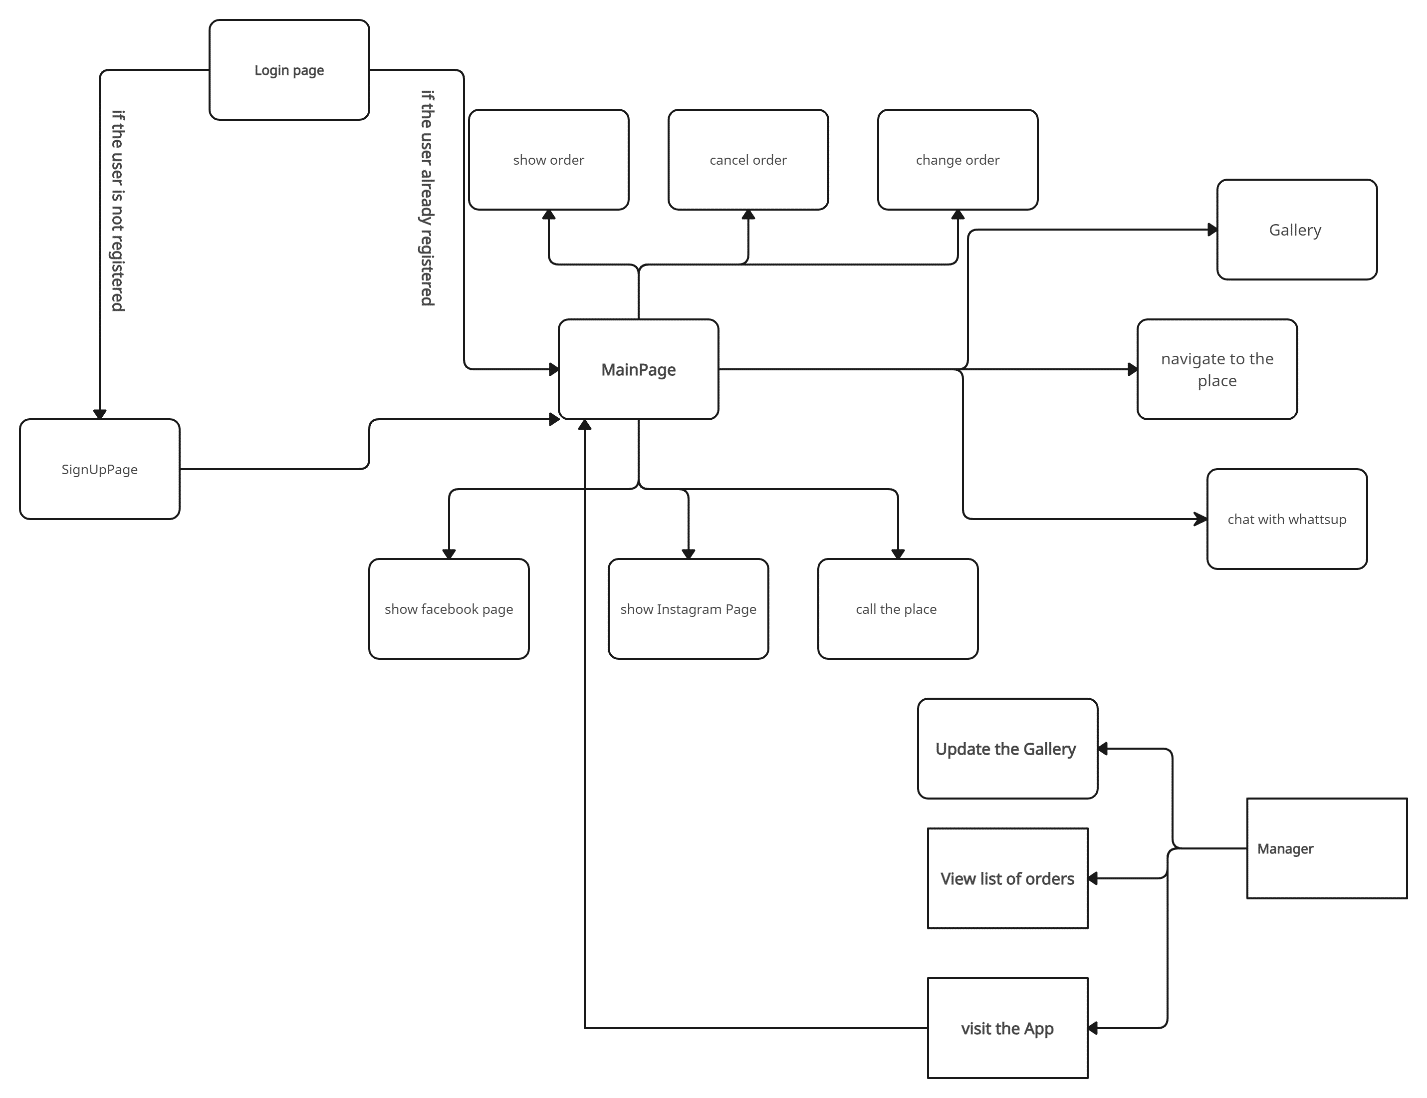 Login page
if the user is not registered
if the user already registered
show order
cancel order
change order
Gallery
MainPage
navigate to the
place
SignUpPage
chat with whattsup
show facebook page
show Instagram Page
call the place
Update the Gallery
Manager
View list of orders
visit the App